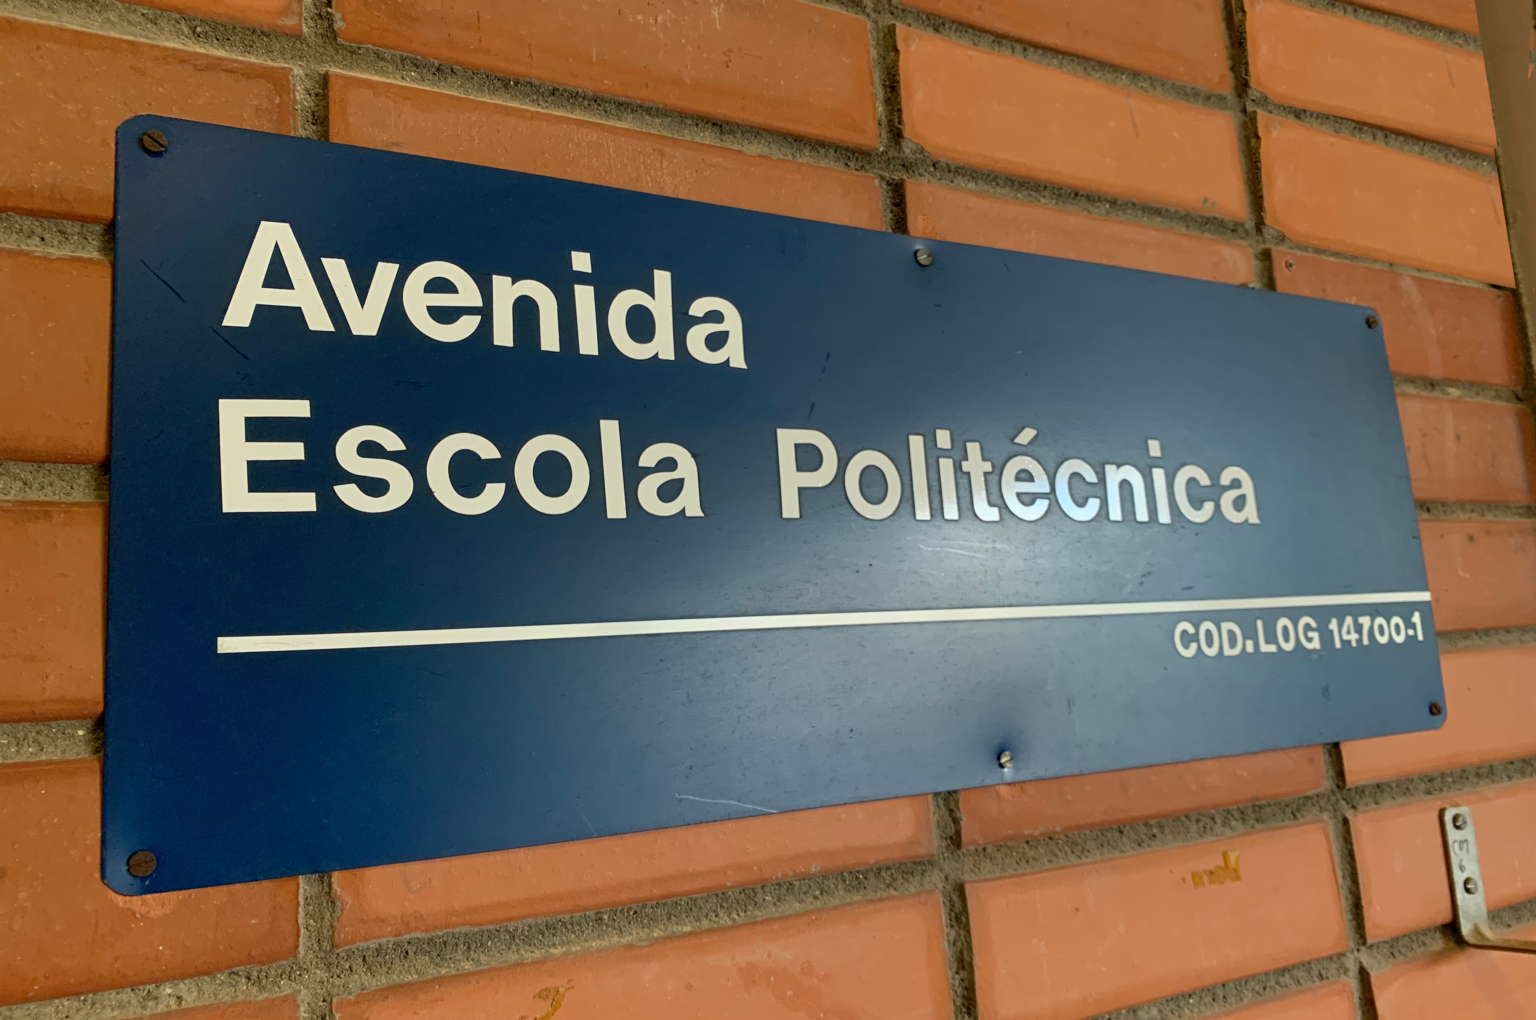 Avenida
Escola Politécnica
COD.LOG 14700-1